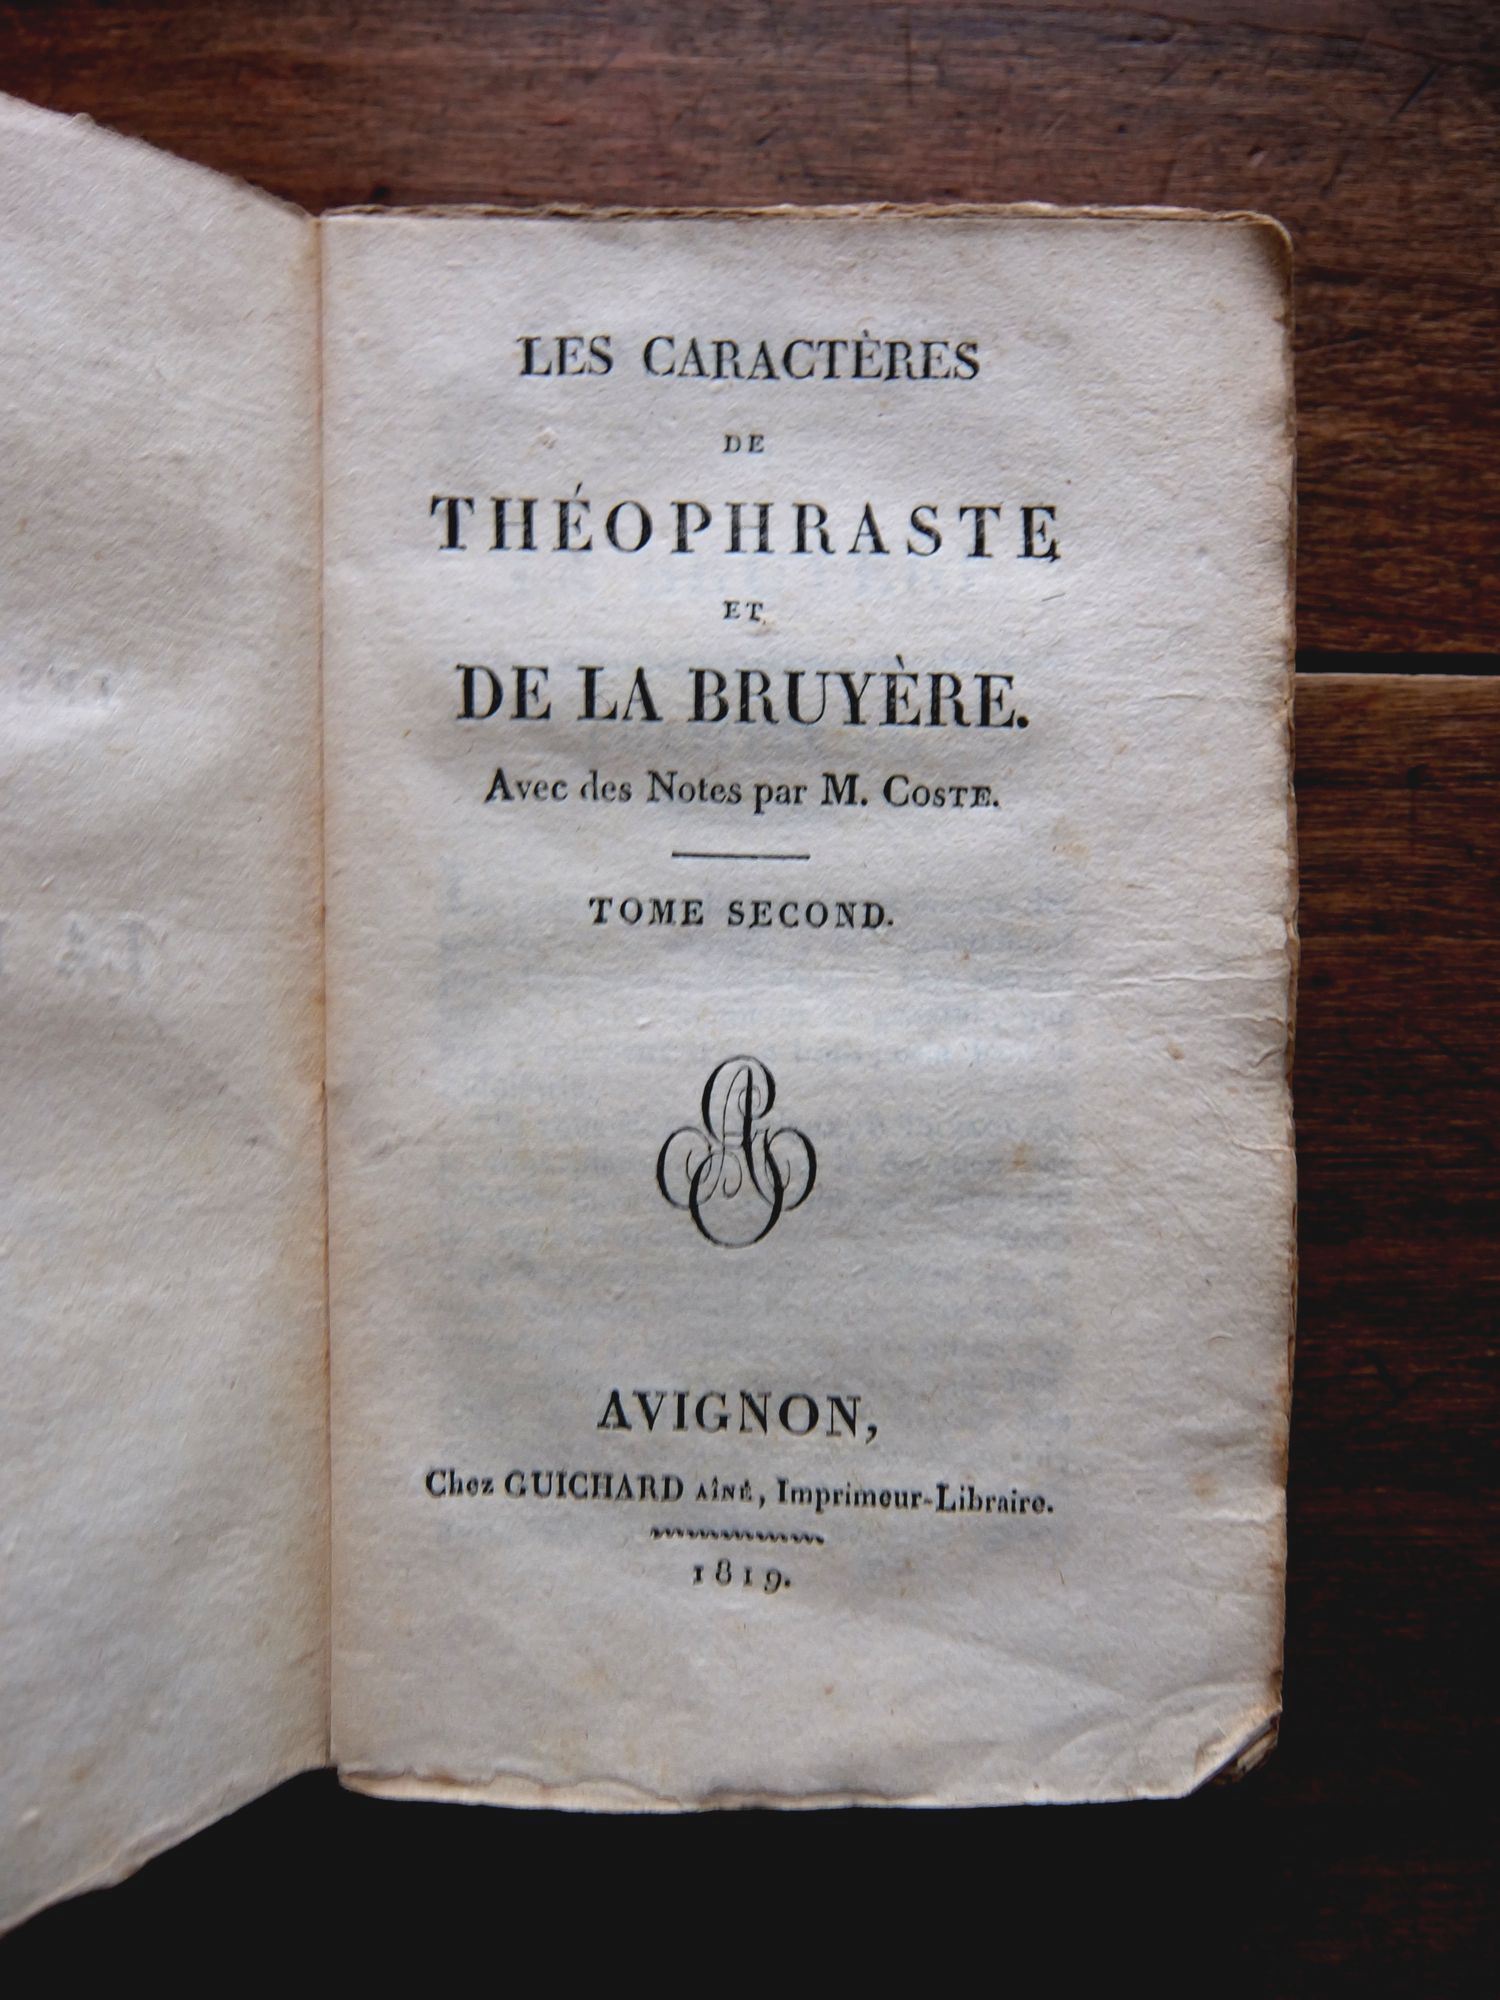 LES CARACTÈRES
DE
THÉOPHRASTE
ET
DE LA BRUYÈRE.
Avec des Notes par M. COSTE.
TOME SECOND.
AVIGNON,
Chez GUICHARD AÎNÉ, Imprimeur-Libraire.
1819.